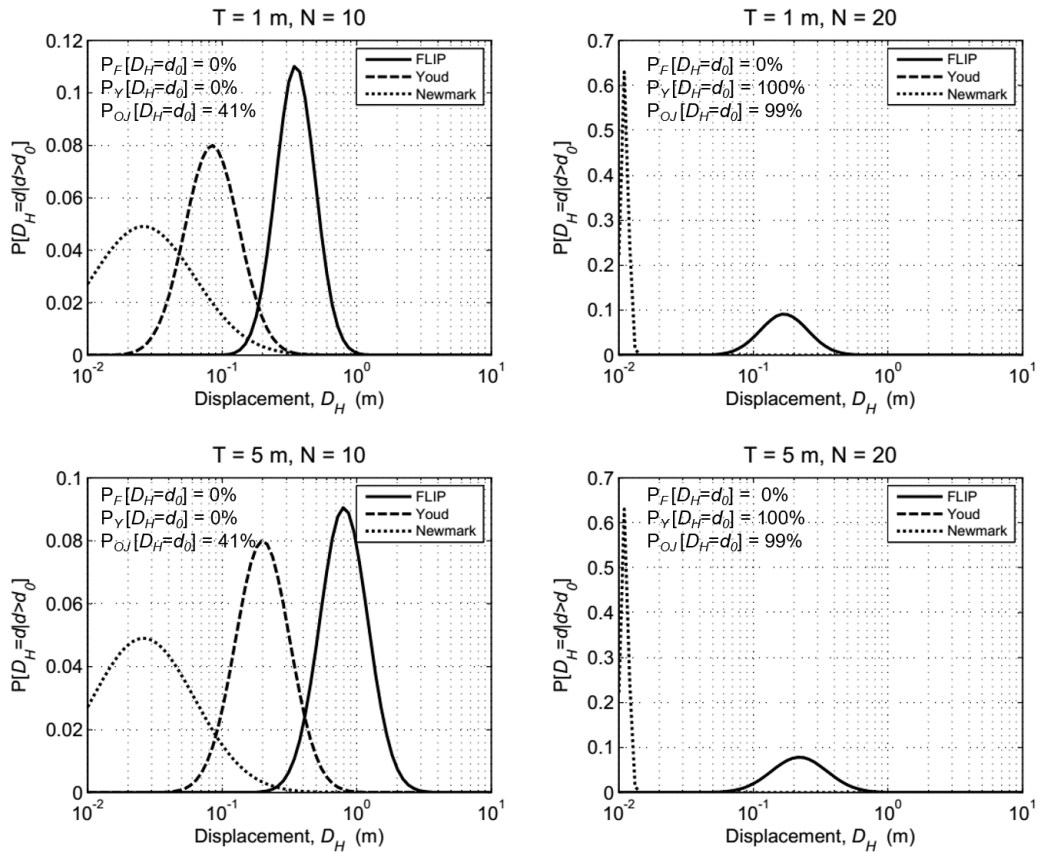 T = 1 m, N = 10
0.12
0.1
0.08
0.06
0.04
0.02
0
P[D_H=d|d>d_0]
P_F[D_H=d_0] = 0%
P_Y[D_H=d_0] = 0%
P_OJ[D_H=d_0] = 41%
FLIP
Youd
Newmark
10^-2
10^-1
10^0
10^1
Displacement, D_H (m)
T = 1 m, N = 20
0.7
0.6
0.5
0.4
0.3
0.2
0.1
0
P[D_H=d|d>d_0]
P_F[D_H=d_0] = 0%
P_Y[D_H=d_0] = 100%
P_OJ[D_H=d_0] = 99%
FLIP
Youd
Newmark
10^-2
10^-1
10^0
10^1
Displacement, D_H (m)
T = 5 m, N = 10
0.1
0.08
0.06
0.04
0.02
0
P[D_H=d|d>d_0]
P_F[D_H=d_0] = 0%
P_Y[D_H=d_0] = 0%
P_OJ[D_H=d_0] = 41%
FLIP
Youd
Newmark
10^-2
10^-1
10^0
10^1
Displacement, D_H (m)
T = 5 m, N = 20
0.7
0.6
0.5
0.4
0.3
0.2
0.1
0
P[D_H=d|d>d_0]
P_F[D_H=d_0] = 0%
P_Y[D_H=d_0] = 100%
P_OJ[D_H=d_0] = 99%
FLIP
Youd
Newmark
10^-2
10^-1
10^0
10^1
Displacement, D_H (m)